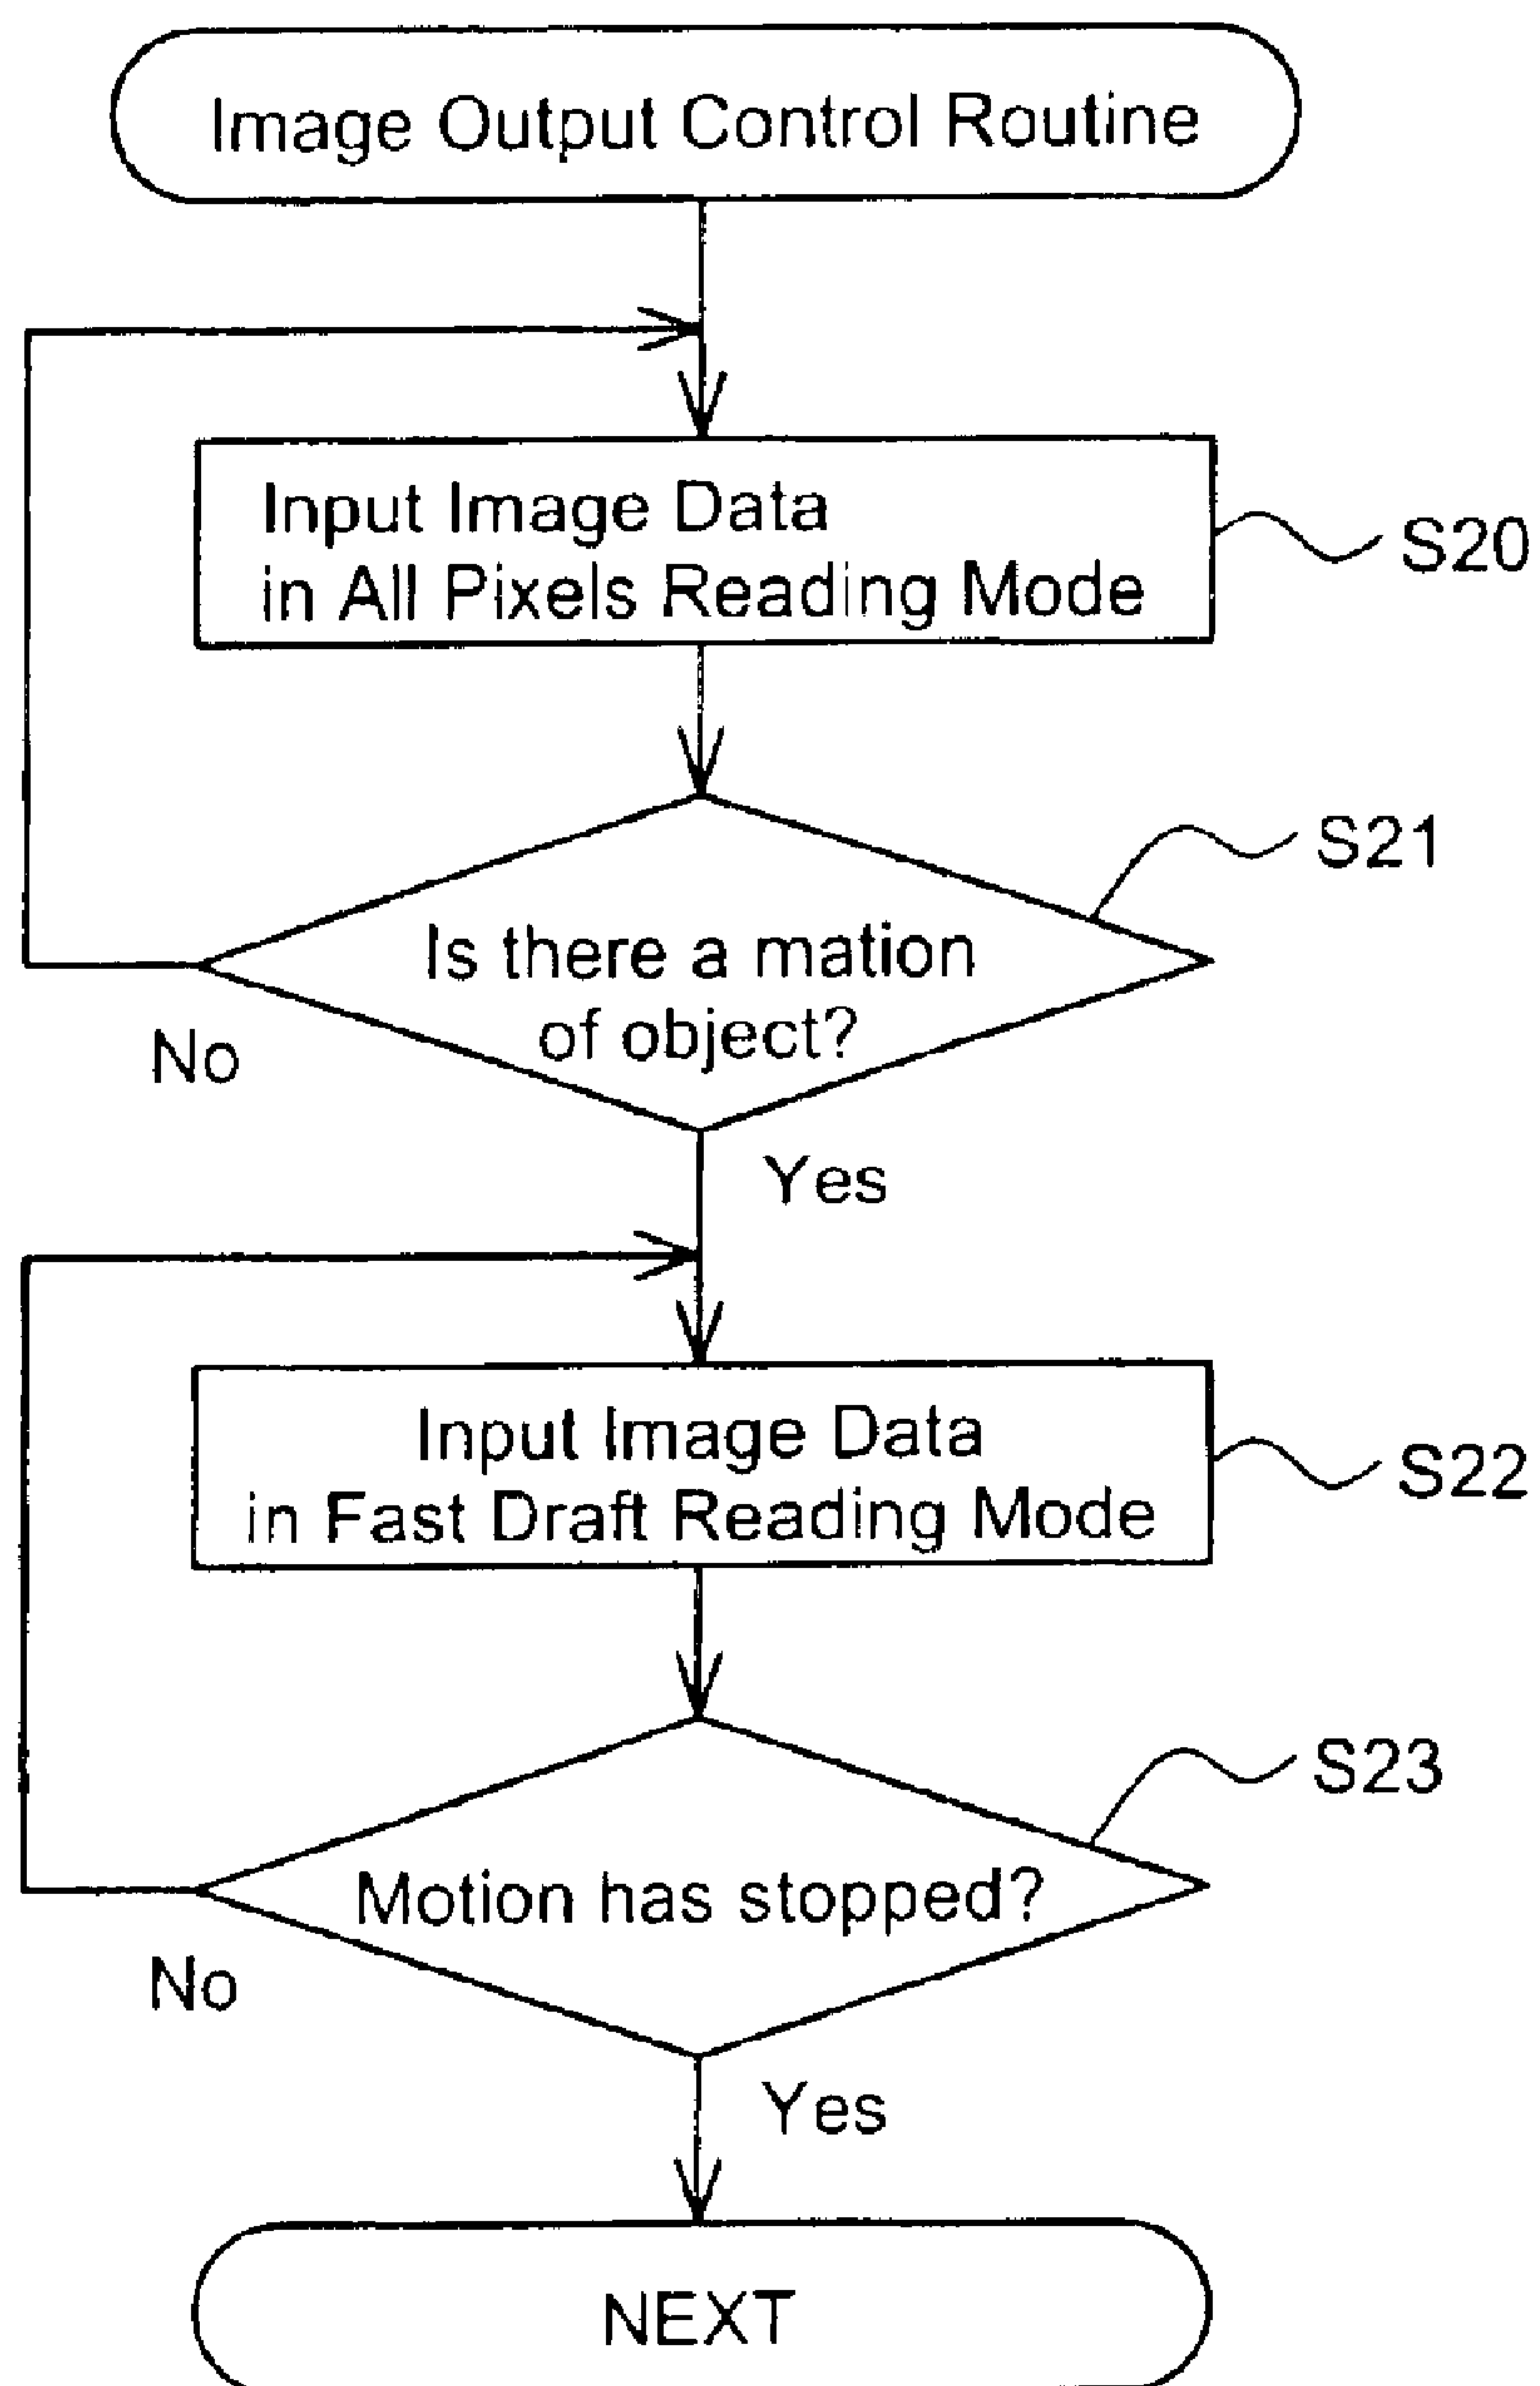 Image Output Control Routine
Input Image Data
in All Pixels Reading Mode
S20
S21
Is there a mation
of object?
No
Yes
Input Image Data
in Fast Draft Reading Mode
S22
S23
Motion has stopped?
No
Yes
NEXT